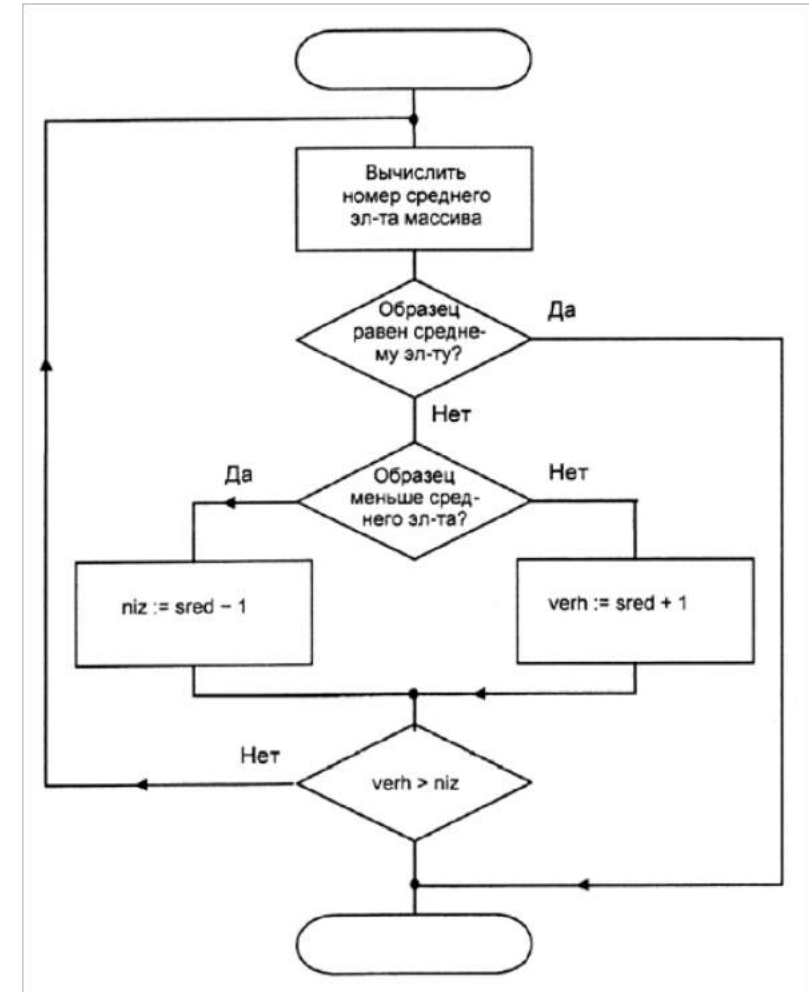 Вычислить
номер среднего
эл-та массива
Образец
равен средне-
му эл-ту?
Да
Нет
Образец
меньше сред-
него эл-та?
Да
Нет
niz := sred − 1
verh := sred + 1
Нет
verh > niz